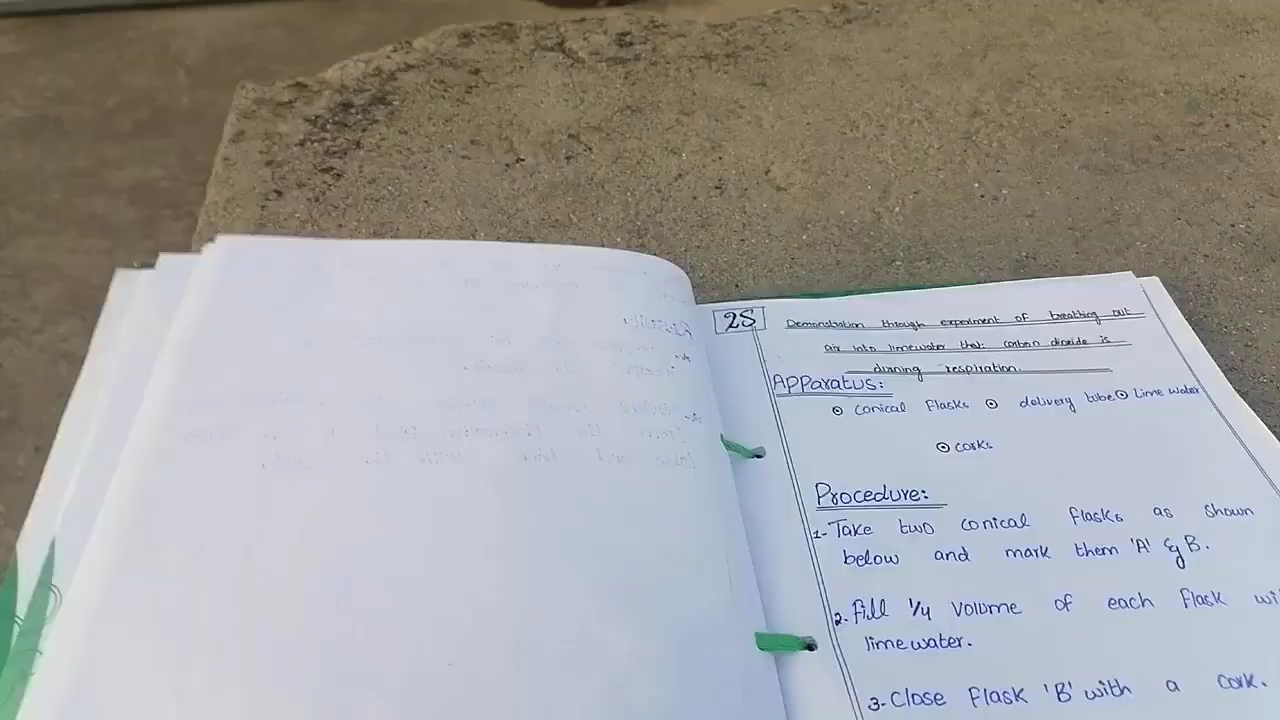 25
Demonstration through experiment of breathing out
air into limewater that carbon dioxide is
during respiration.
Apparatus:
conical Flasks delivery tube Lime water
corks
Procedure:
1- Take two conical flasks as shown
below and mark them 'A' & B.
2. Fill 1/4 volume of each flask
limewater.
3- Close flask 'B' with a cork.